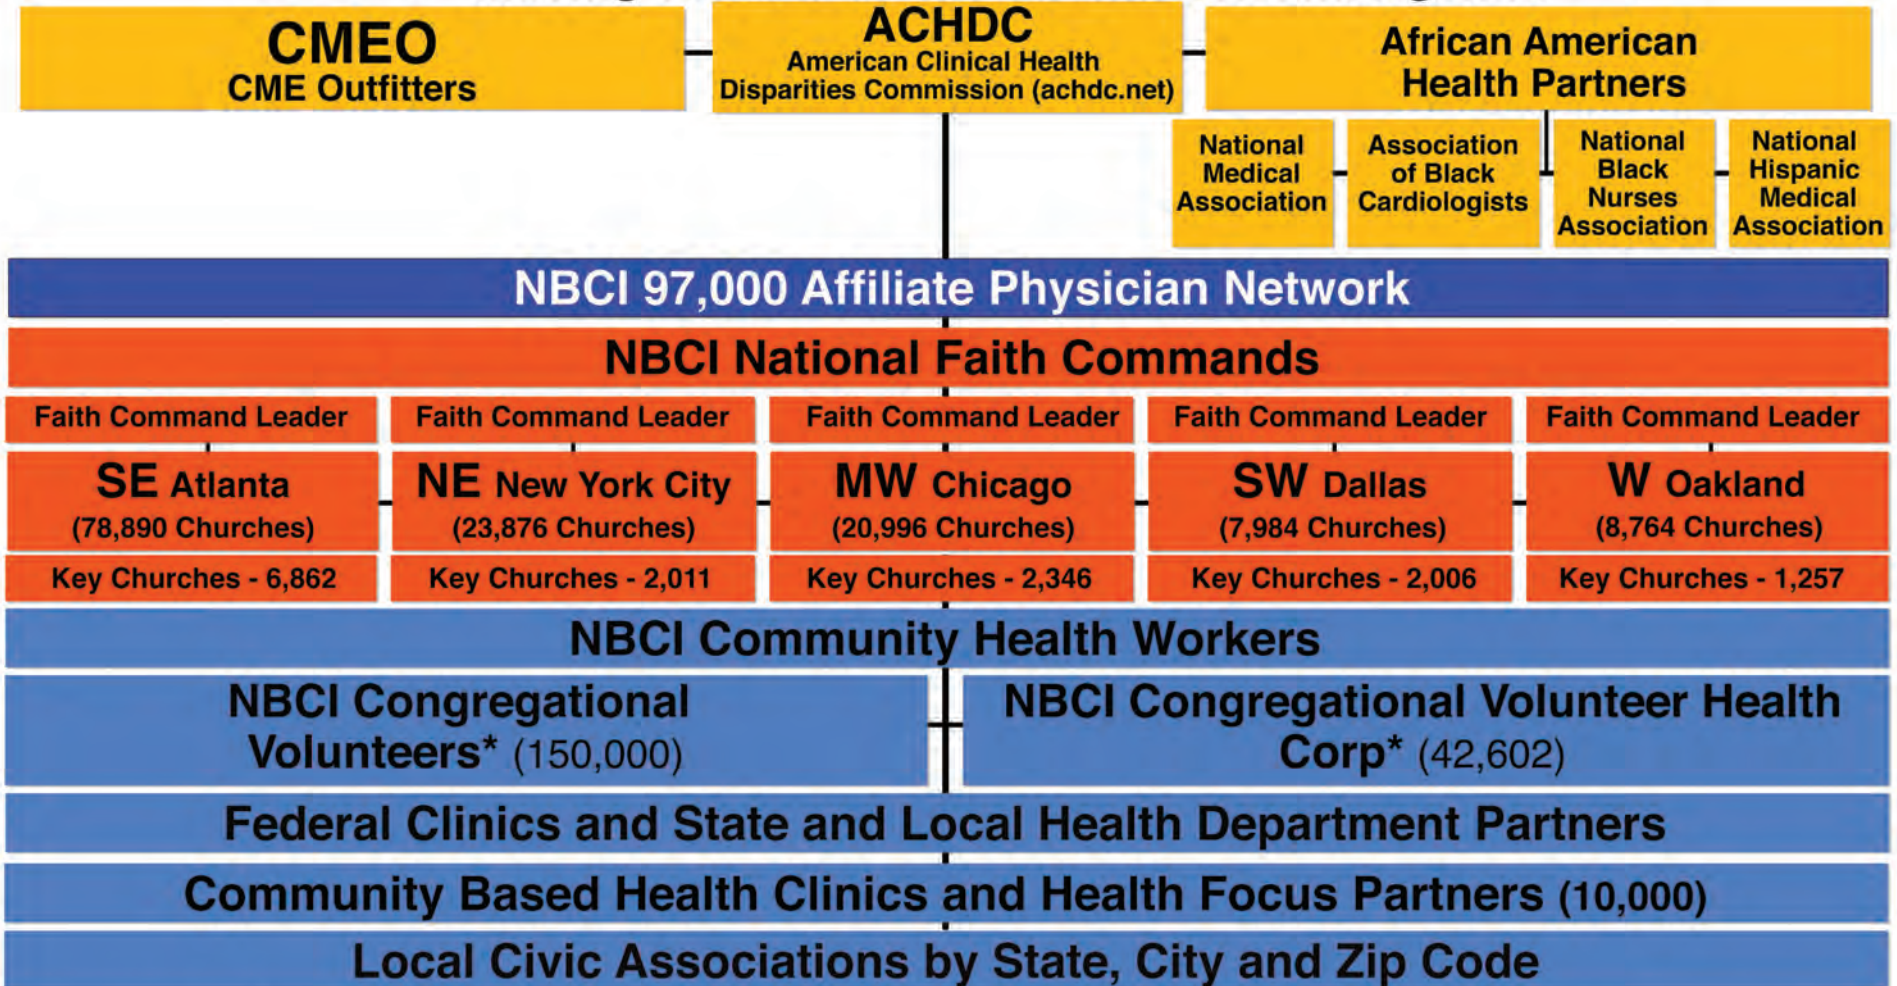 CMEO
CME Outfitters
ACHDC
American Clinical Health
Disparities Commission (achdc.net)
African American
Health Partners
National
Medical
Association
Association
of Black
Cardiologists
National
Black
Nurses
Association
National
Hispanic
Medical
Association
NBCI 97,000 Affiliate Physician Network
NBCI National Faith Commands
Faith Command Leader
Faith Command Leader
Faith Command Leader
Faith Command Leader
Faith Command Leader
SE Atlanta
(78,890 Churches)
NE New York City
(23,876 Churches)
MW Chicago
(20,996 Churches)
SW Dallas
(7,984 Churches)
W Oakland
(8,764 Churches)
Key Churches - 6,862
Key Churches - 2,011
Key Churches - 2,346
Key Churches - 2,006
Key Churches - 1,257
NBCI Community Health Workers
NBCI Congregational
Volunteers* (150,000)
NBCI Congregational Volunteer Health
Corp* (42,602)
Federal Clinics and State and Local Health Department Partners
Community Based Health Clinics and Health Focus Partners (10,000)
Local Civic Associations by State, City and Zip Code